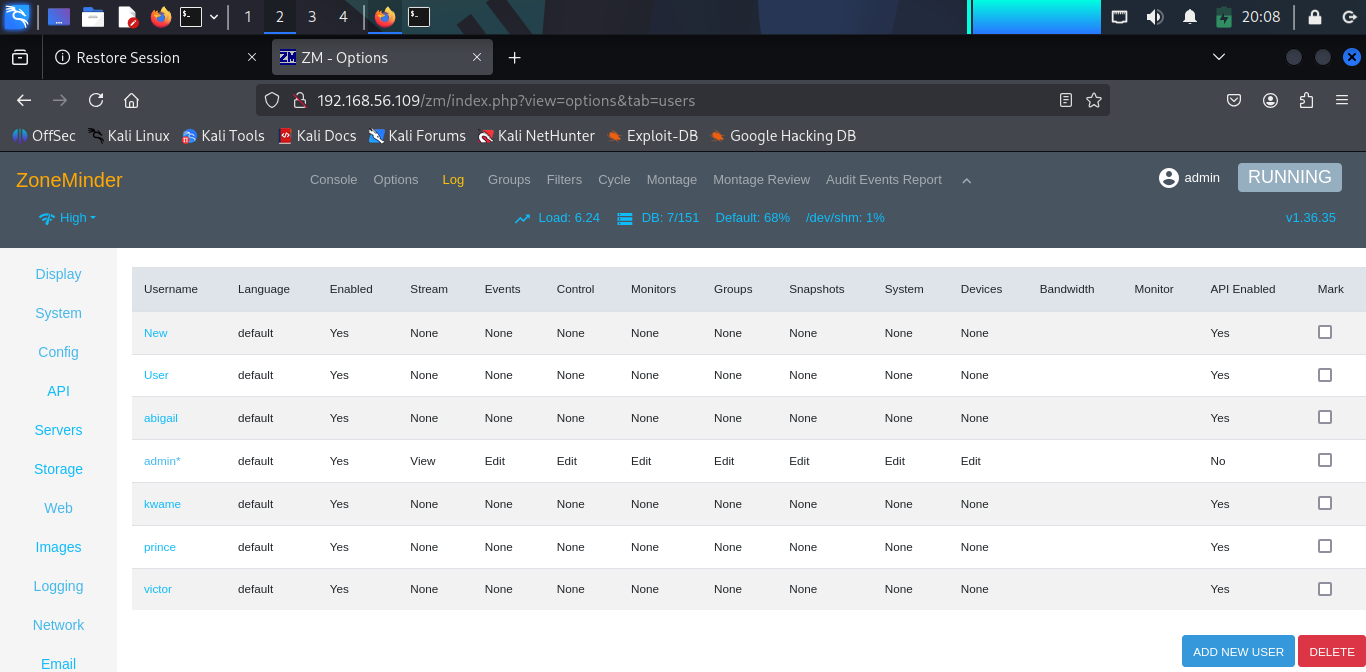 1 2 3 4 20:08
Restore Session ZM - Options
192.168.56.109/zm/index.php?view=options&tab=users
OffSec Kali Linux Kali Tools Kali Docs Kali Forums Kali NetHunter Exploit-DB Google Hacking DB
ZoneMinder Console Options Log Groups Filters Cycle Montage Montage Review Audit Events Report admin RUNNING
High Load: 6.24 DB: 7/151 Default: 68% /dev/shm: 1% v1.36.35
Display
System
Config
API
Servers
Storage
Web
Images
Logging
Network
Email
Username Language Enabled Stream Events Control Monitors Groups Snapshots System Devices Bandwidth Monitor API Enabled Mark
New default Yes None None None None None None None None Yes
User default Yes None None None None None None None None Yes
abigail default Yes None None None None None None None None Yes
admin* default Yes View Edit Edit Edit Edit Edit Edit Edit No
kwame default Yes None None None None None None None None Yes
prince default Yes None None None None None None None None Yes
victor default Yes None None None None None None None None Yes
ADD NEW USER DELETE